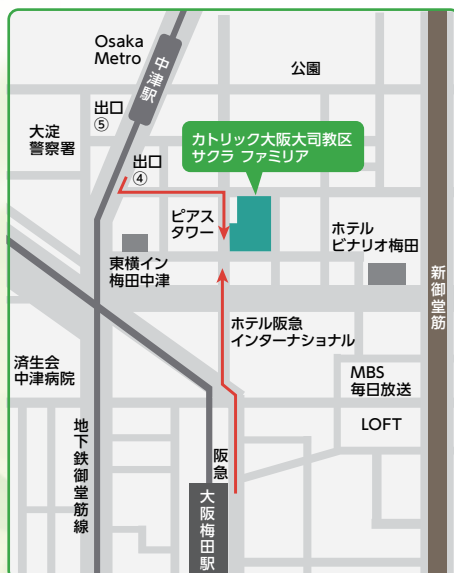 Osaka
Metro
中津駅
公園
出口
⑤
大淀
警察署
カトリック大阪大司教区
サクラ ファミリア
出口
④
ピアス
タワー
ホテル
ビナリオ梅田
東横イン
梅田中津
新御堂筋
ホテル阪急
インターナショナル
済生会
中津病院
MBS
毎日放送
LOFT
地下鉄御堂筋線
阪急
大阪梅田駅